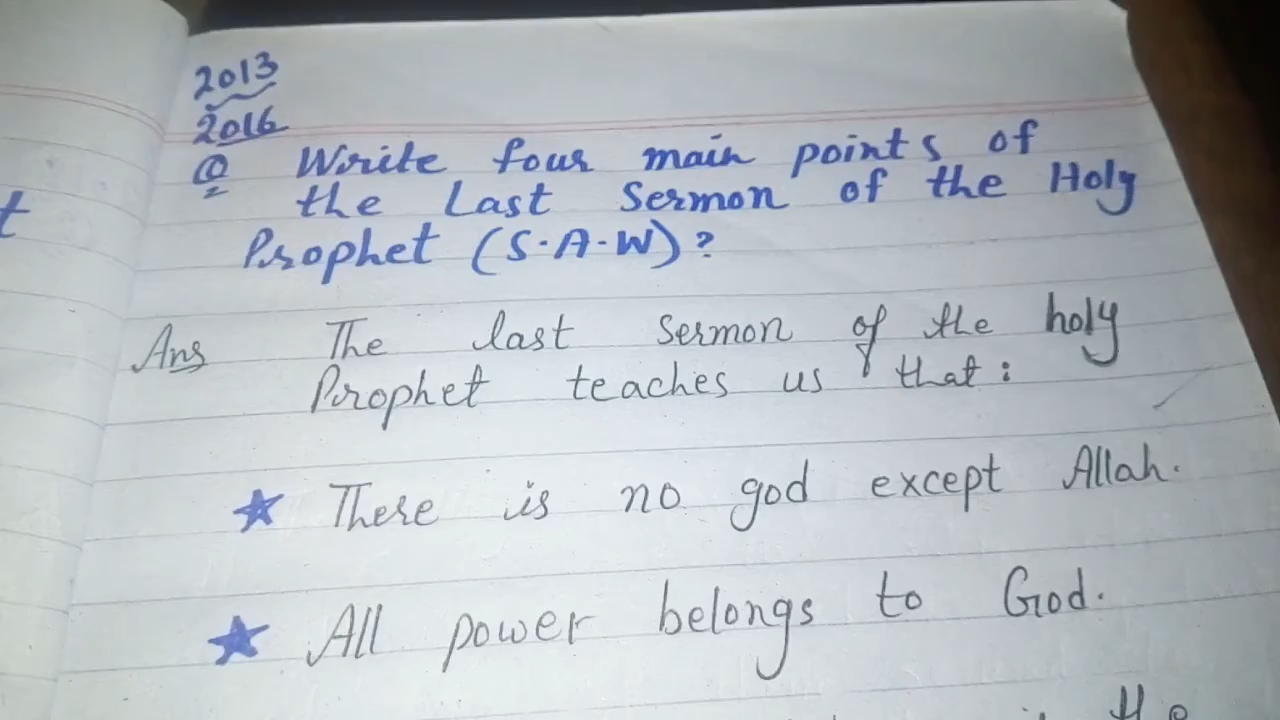 2013
2016
Q Write four main points of
the Last Sermon of the Holy
Prophet (S.A.W)?
Ans The last sermon of the holy
Prophet teaches us that:
★ There is no god except Allah.
★ All power belongs to God.
the
t